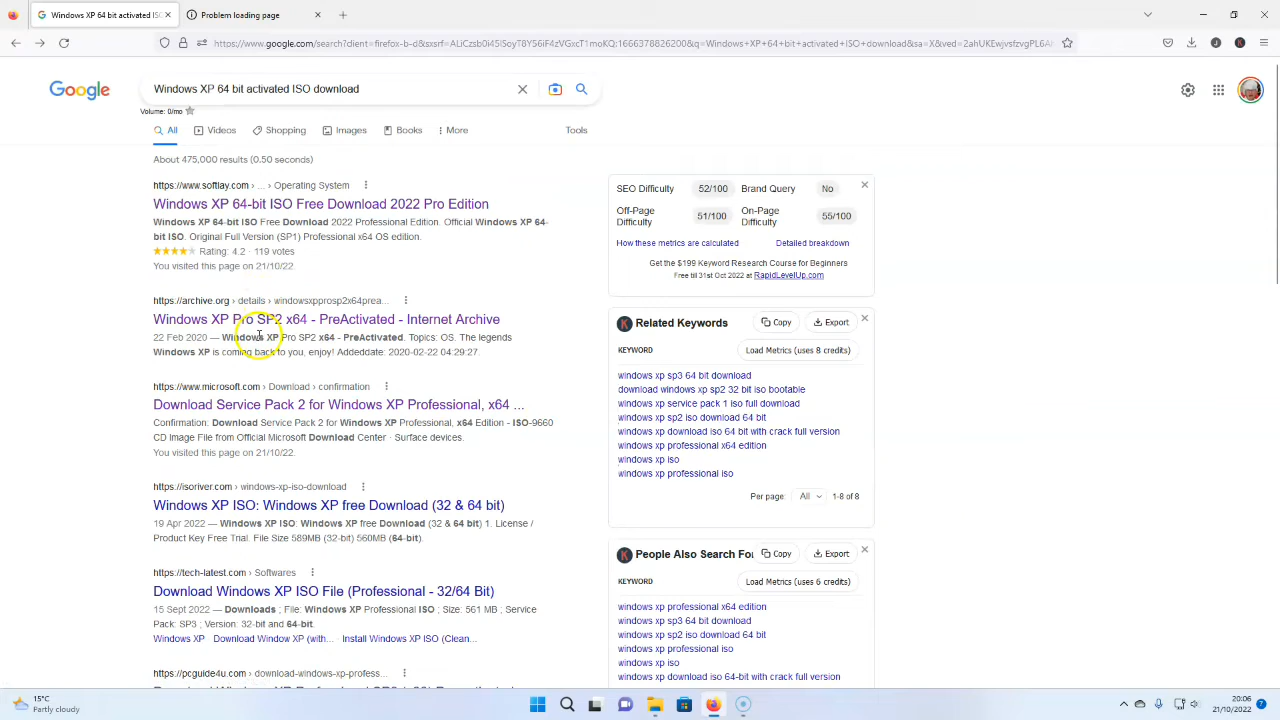 Windows XP 64 bit activated ISO
Problem loading page
https://www.google.com/search?client=firefox-b-d&sxsrf=ALiCzsb0i45ISoyT8YS6iF4zVGxcT1moKQ:1666378826200&q=Windows+XP+64+bit+activated+ISO+download&sa=X&ved=2ahUKEwjvsfzvgPL6Ah
Google
Windows XP 64 bit activated ISO download
Volume: 0/mo
All
Videos
Shopping
Images
Books
More
Tools
About 475,000 results (0.50 seconds)
https://www.softlay.com › ... › Operating System
Windows XP 64-bit ISO Free Download 2022 Pro Edition
Windows XP 64-bit ISO Free Download 2022 Professional Edition. Official Windows XP 64-
bit ISO. Original Full Version (SP1) Professional x64 OS edition.
Rating: 4.2 · 119 votes
You visited this page on 21/10/22.
https://archive.org › details › windowsxpprosp2x64prea...
Windows XP Pro SP2 x64 - PreActivated - Internet Archive
22 Feb 2020 — Windows XP Pro SP2 x64 - PreActivated. Topics: OS. The legends
Windows XP is coming back to you, enjoy! Addeddate: 2020-02-22 04:29:27.
https://www.microsoft.com › Download › confirmation
Download Service Pack 2 for Windows XP Professional, x64 ...
Confirmation: Download Service Pack 2 for Windows XP Professional, x64 Edition - ISO-9660
CD Image File from Official Microsoft Download Center · Surface devices.
You visited this page on 21/10/22.
https://isoriver.com › windows-xp-iso-download
Windows XP ISO: Windows XP free Download (32 & 64 bit)
19 Apr 2022 — Windows XP ISO: Windows XP free Download (32 & 64 bit) 1. License /
Product Key Free Trial. File Size 589MB (32-bit) 560MB (64-bit).
https://tech-latest.com › Softwares
Download Windows XP ISO File (Professional - 32/64 Bit)
15 Sept 2022 — Downloads ; File: Windows XP Professional ISO ; Size: 561 MB ; Service
Pack: SP3 ; Version: 32-bit and 64-bit.
Windows XP · Download Window XP (with... · Install Windows XP ISO (Clean...
https://pcguide4u.com › download-windows-xp-profess...
SEO Difficulty 52/100 Brand Query No
Off-Page Difficulty 51/100 On-Page Difficulty 55/100
How these metrics are calculated Detailed breakdown
Get the $199 Keyword Research Course for Beginners
Free till 31st Oct 2022 at RapidLevelUp.com
K Related Keywords Copy Export
KEYWORD Load Metrics (uses 8 credits)
windows xp sp3 64 bit download
download windows xp sp2 32 bit iso bootable
windows xp service pack 1 iso full download
windows xp sp2 iso download 64 bit
windows xp download iso 64 bit with crack full version
windows xp professional x64 edition
windows xp iso
windows xp professional iso
Per page: All 1-8 of 8
K People Also Search Fo Copy Export
KEYWORD Load Metrics (uses 6 credits)
windows xp professional x64 edition
windows xp sp3 64 bit download
windows xp sp2 iso download 64 bit
windows xp professional iso
windows xp iso
windows xp download iso 64-bit with crack full version
15°C
Partly cloudy
20:06
21/10/2022